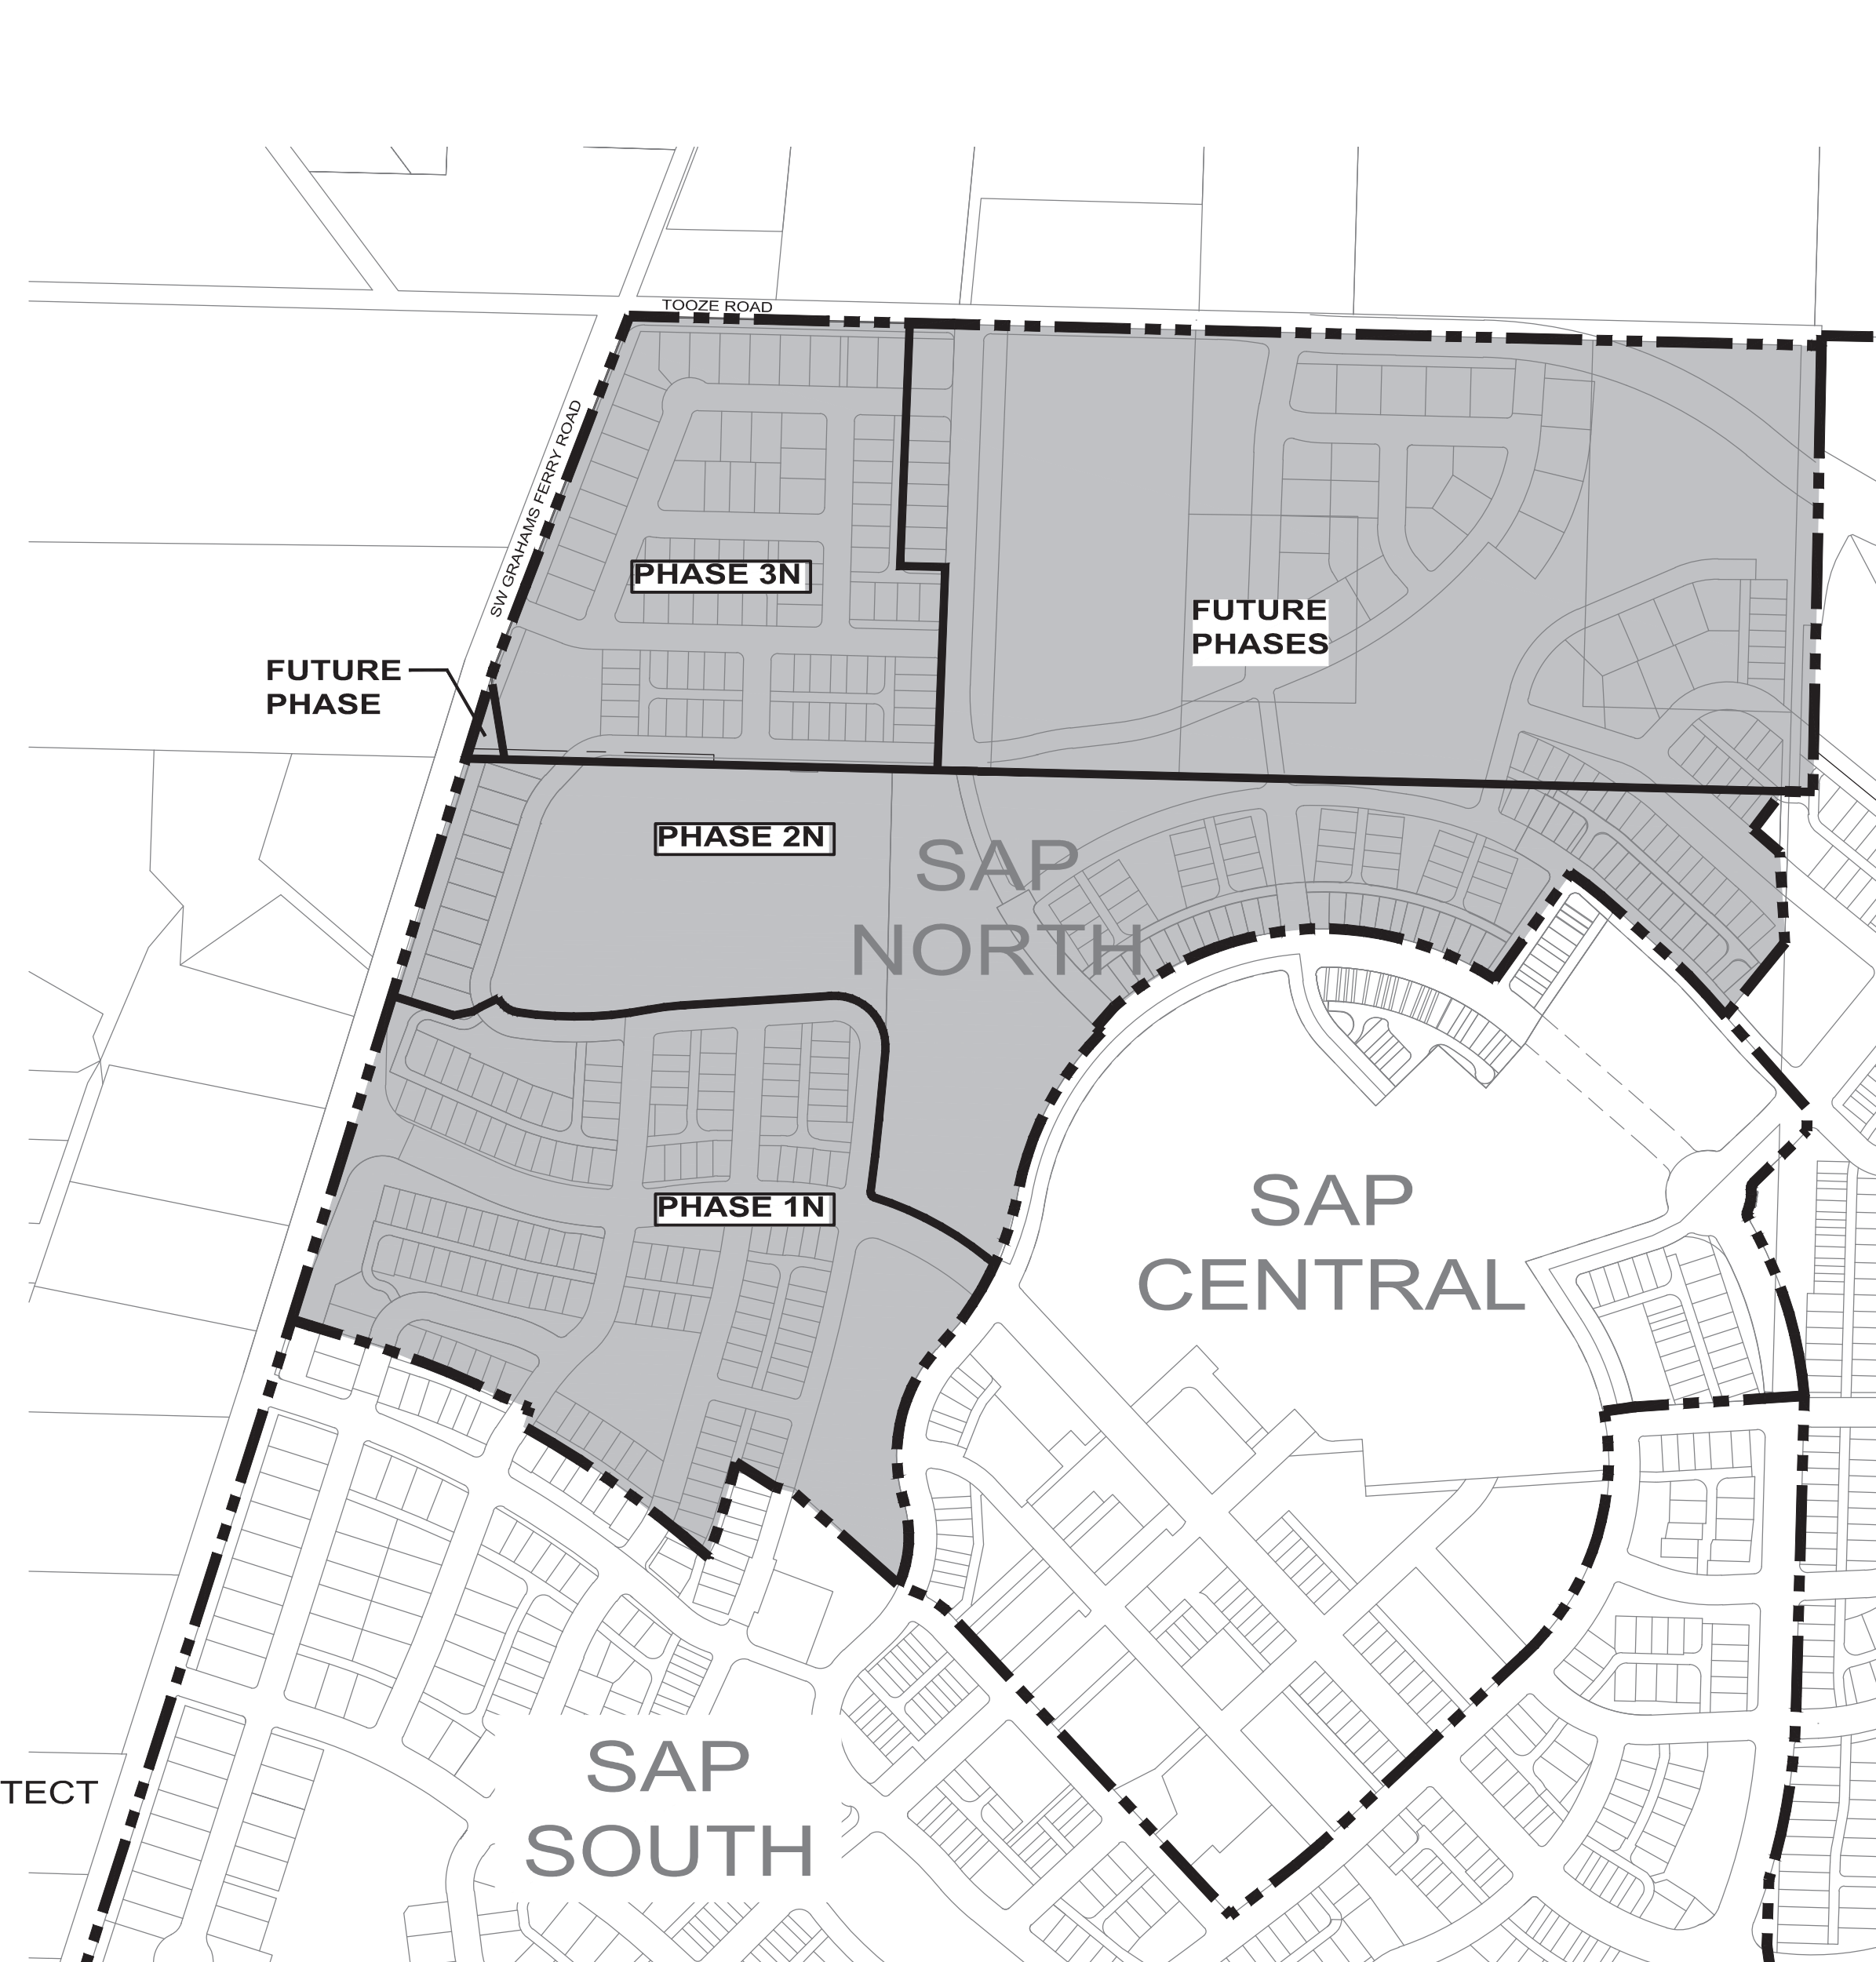 TOOZE ROAD
SW GRAHAMS FERRY ROAD
PHASE 3N
FUTURE
PHASES
FUTURE
PHASE
PHASE 2N
SAP
NORTH
PHASE 1N
SAP
CENTRAL
SAP
SOUTH
TECT